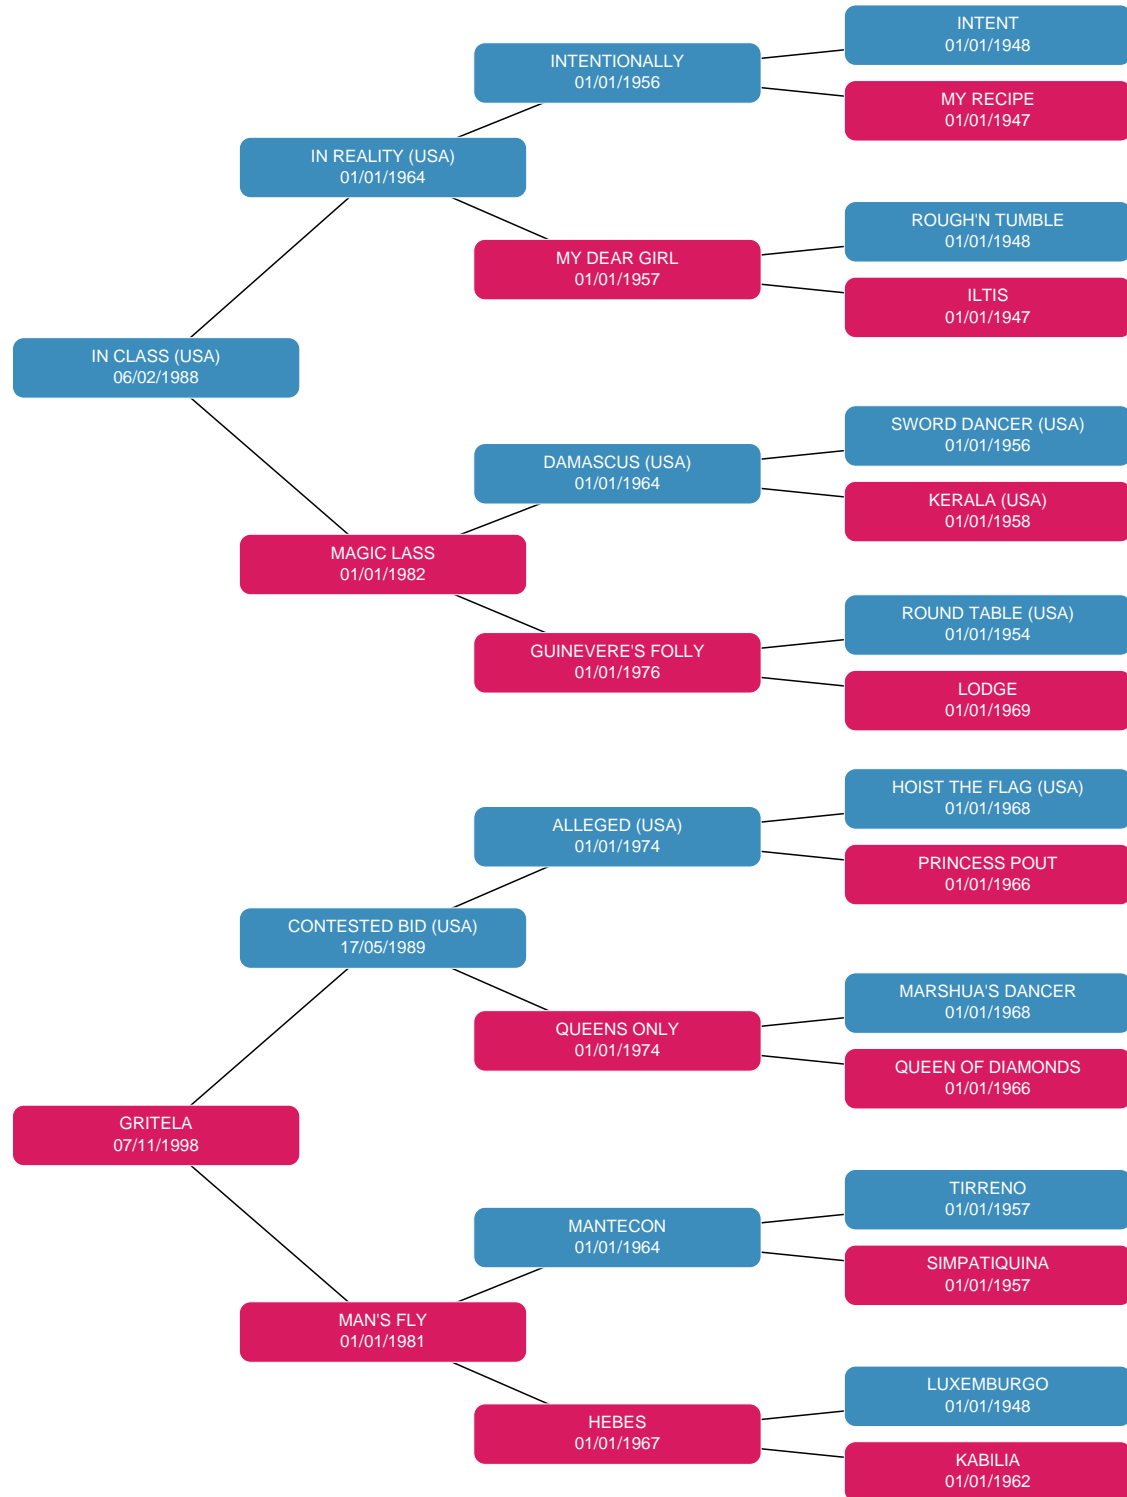 INTENT
01/01/1948
INTENTIONALLY
01/01/1956
MY RECIPE
01/01/1947
IN REALITY (USA)
01/01/1964
ROUGH'N TUMBLE
01/01/1948
MY DEAR GIRL
01/01/1957
ILTIS
01/01/1947
IN CLASS (USA)
06/02/1988
SWORD DANCER (USA)
01/01/1956
DAMASCUS (USA)
01/01/1964
KERALA (USA)
01/01/1958
MAGIC LASS
01/01/1982
ROUND TABLE (USA)
01/01/1954
GUINEVERE'S FOLLY
01/01/1976
LODGE
01/01/1969
HOIST THE FLAG (USA)
01/01/1968
ALLEGED (USA)
01/01/1974
PRINCESS POUT
01/01/1966
CONTESTED BID (USA)
17/05/1989
MARSHUA'S DANCER
01/01/1968
QUEENS ONLY
01/01/1974
QUEEN OF DIAMONDS
01/01/1966
GRITELA
07/11/1998
TIRRENO
01/01/1957
MANTECON
01/01/1964
SIMPATIQUINA
01/01/1957
MAN'S FLY
01/01/1981
LUXEMBURGO
01/01/1948
HEBES
01/01/1967
KABILIA
01/01/1962